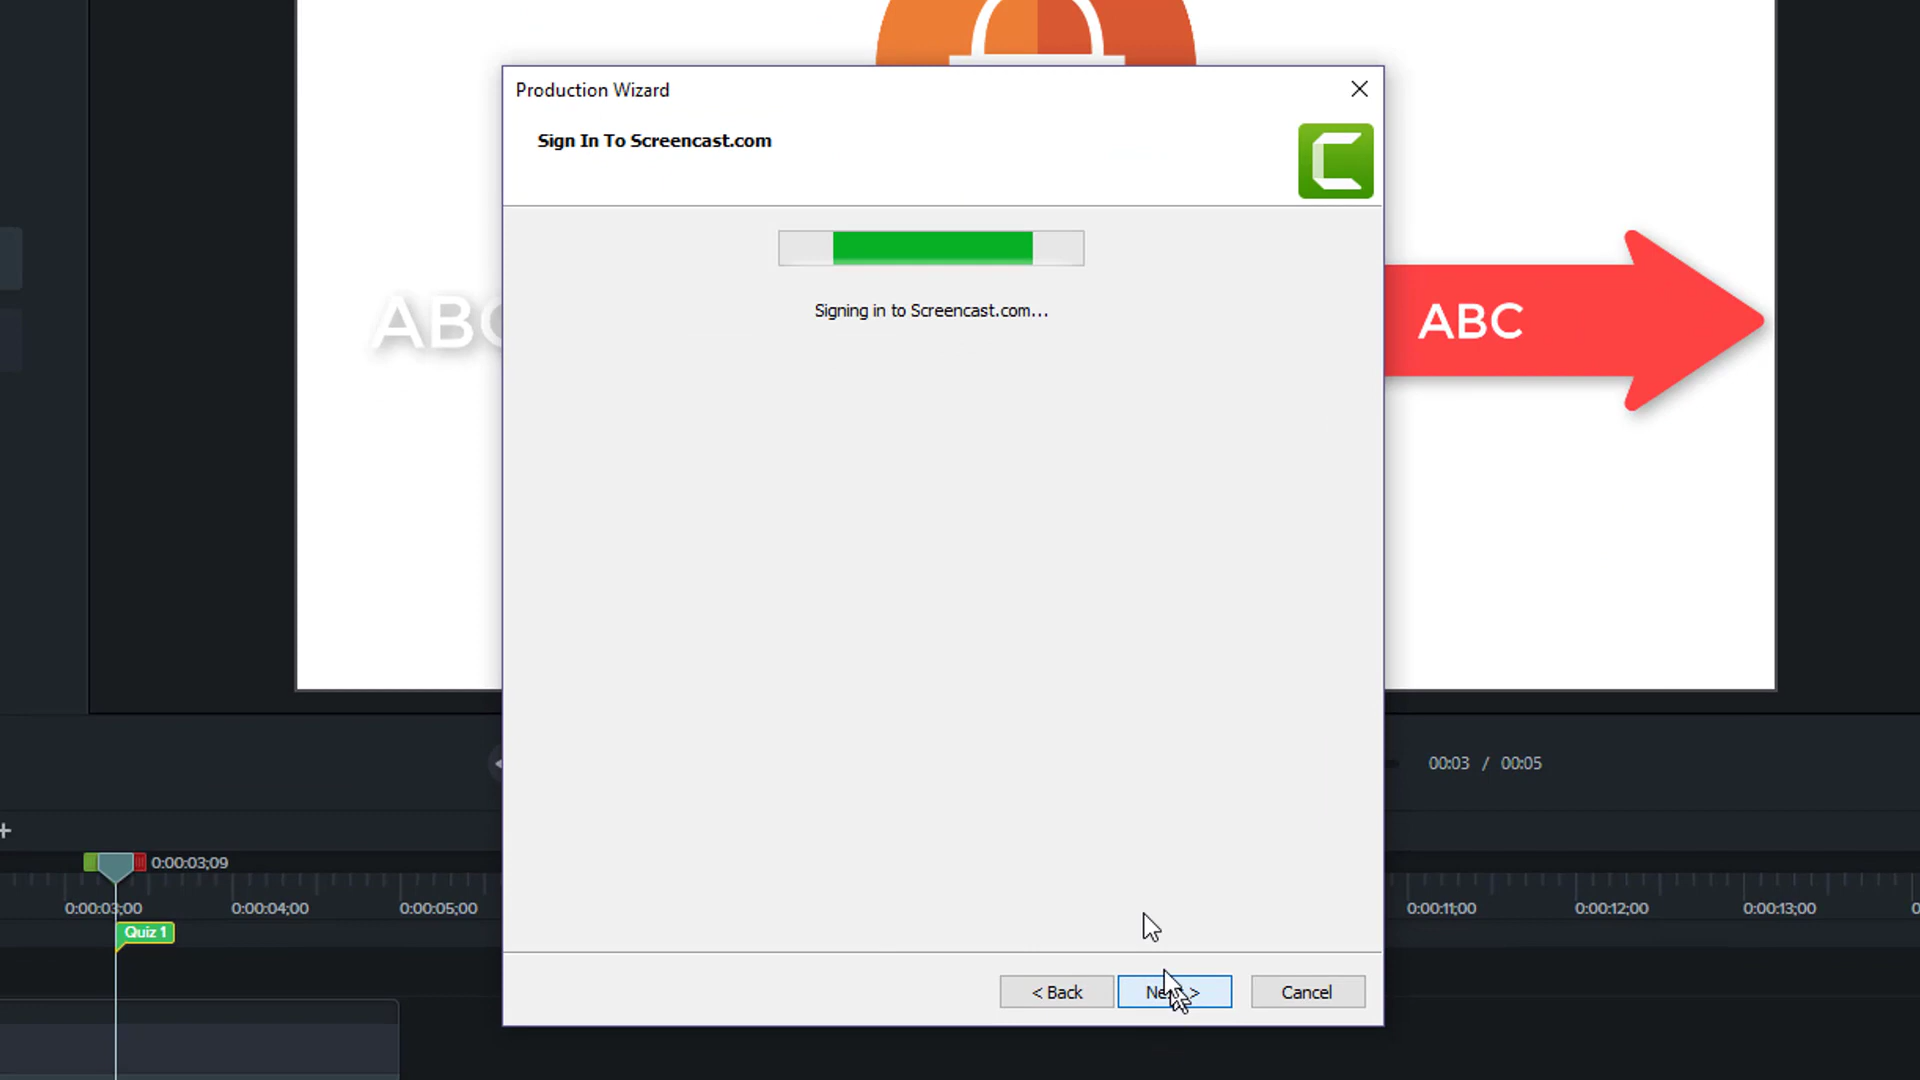 Production Wizard
Sign In To Screencast.com
Signing in to Screencast.com...
ABC
ABC
00:03 / 00:05
0:00:03;09
0:00:03;00 0:00:04;00 0:00:05;00 0:00:11;00 0:00:12;00 0:00:13;00
Quiz 1
< Back Next > Cancel